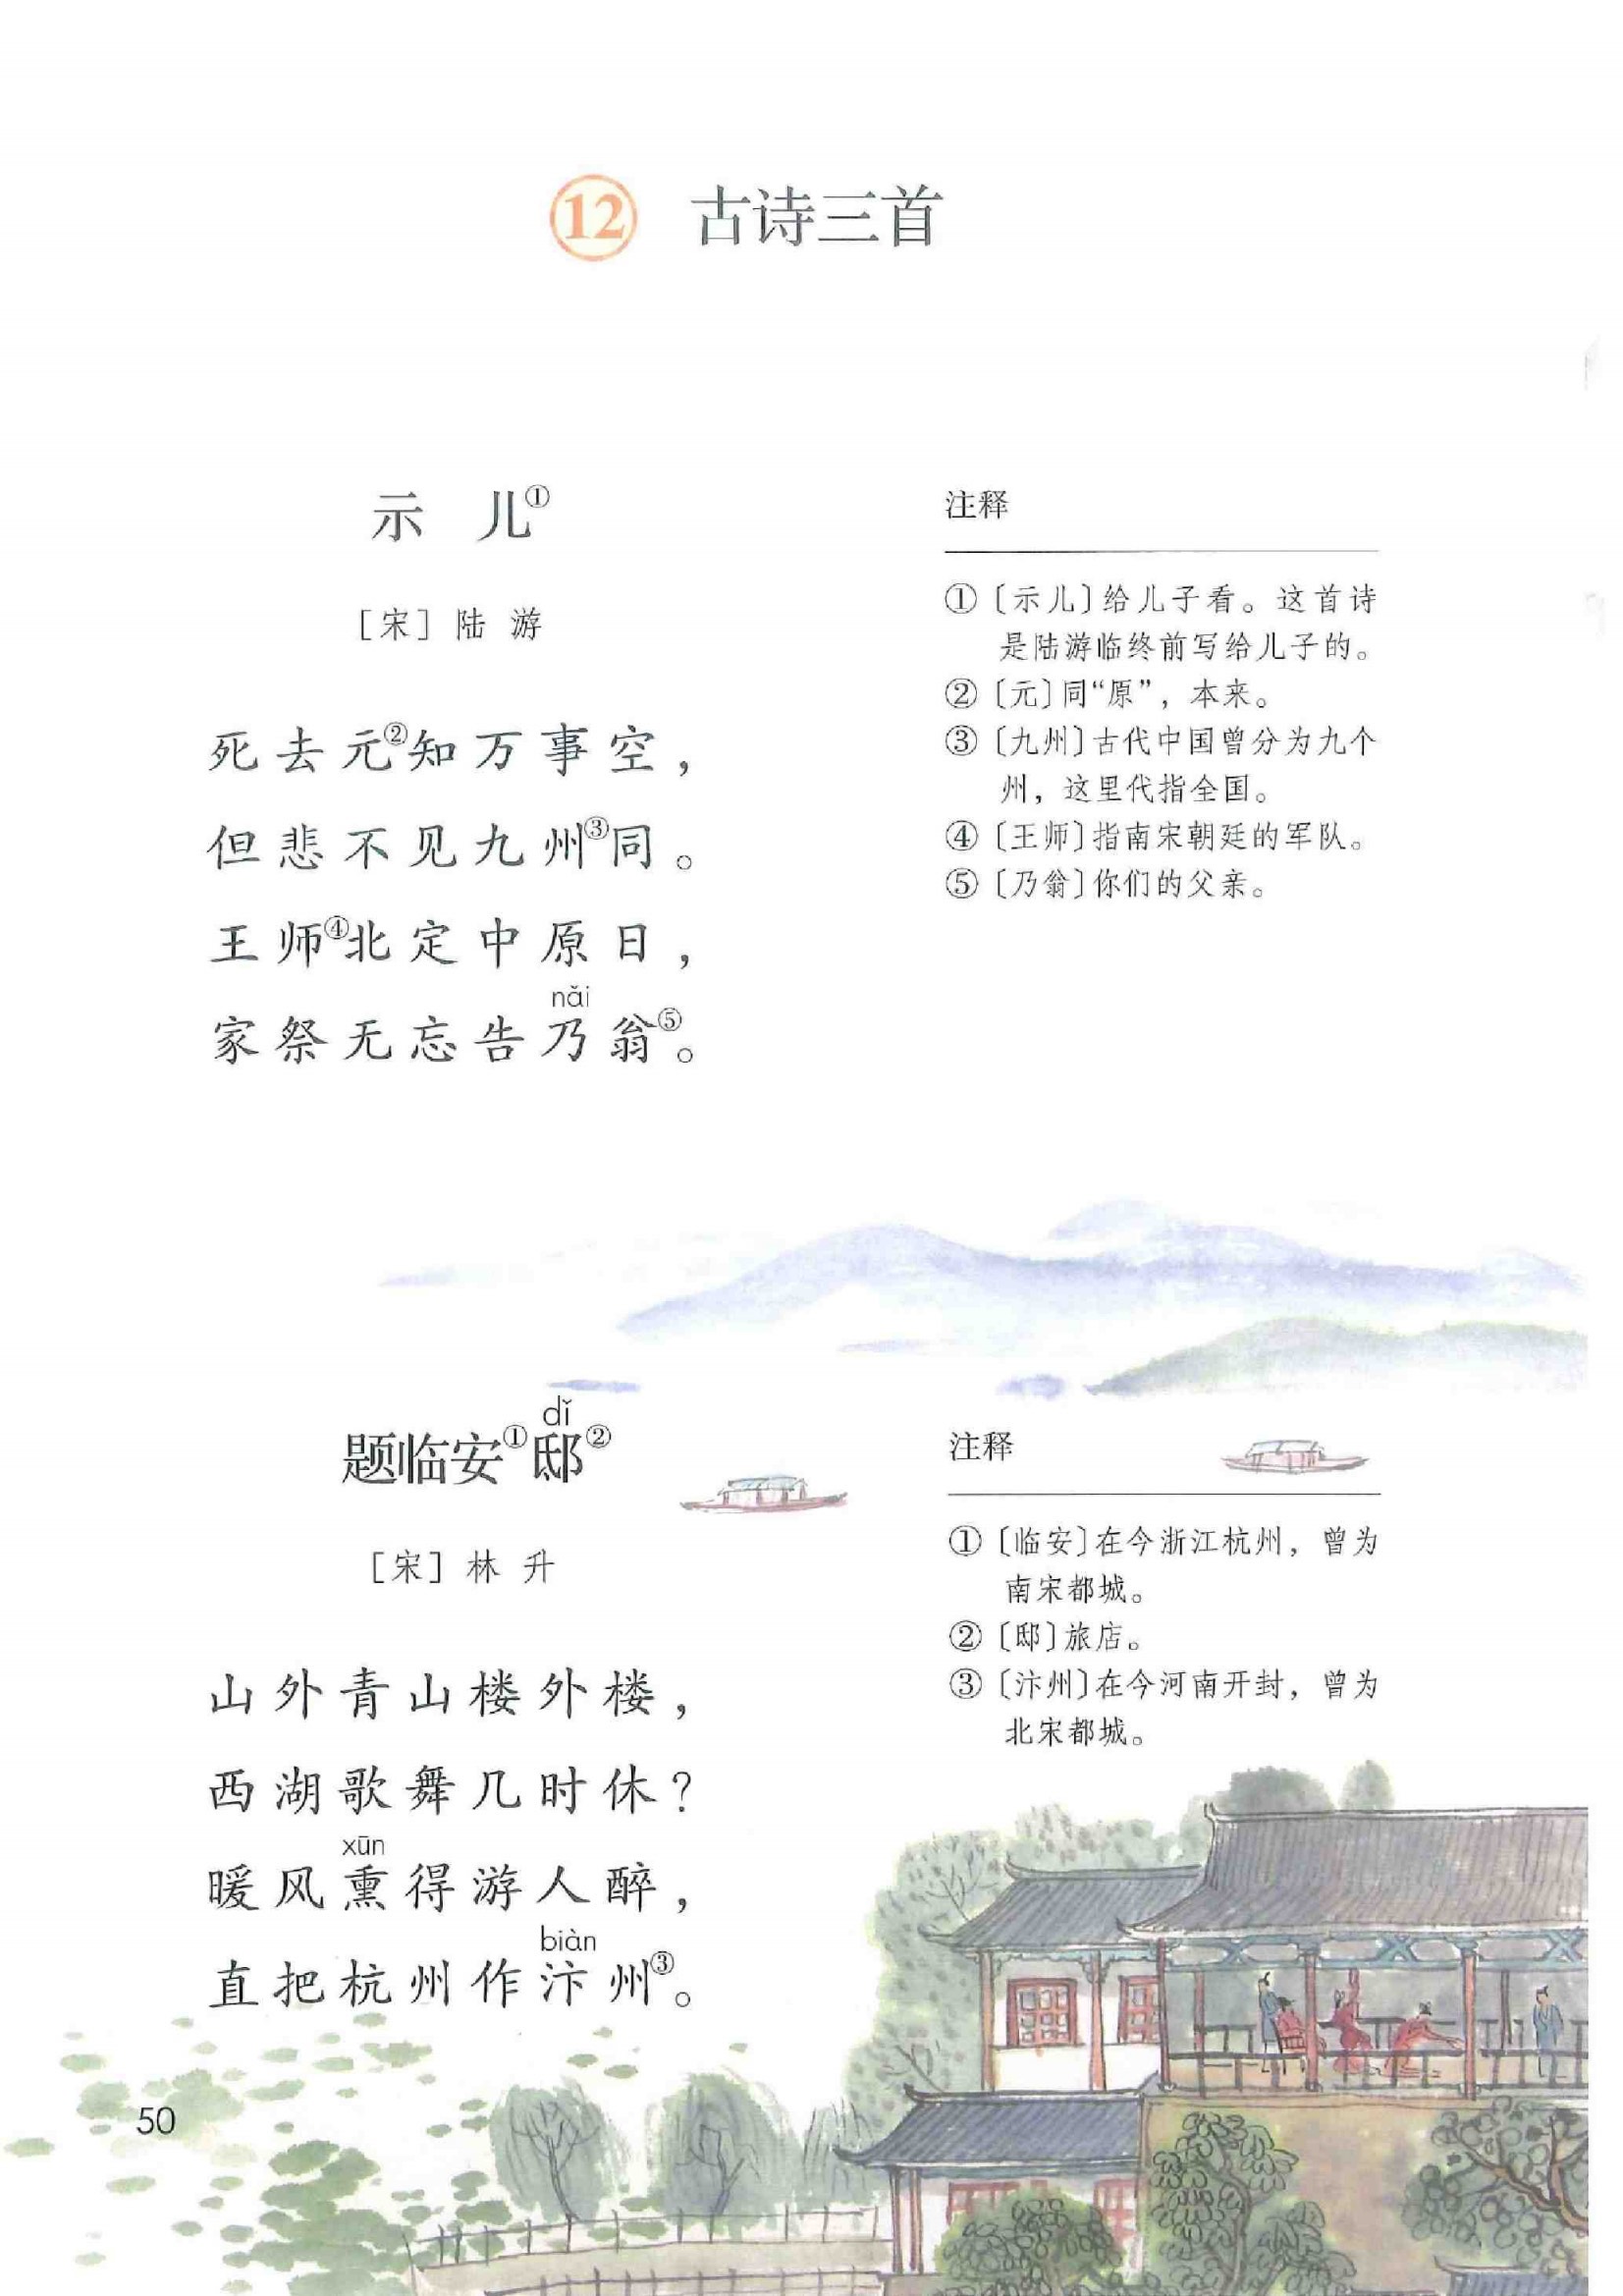 12 古诗三首
示 儿①
［宋］陆 游
死去元②知万事空，
但悲不见九州③同。
王师④北定中原日，
nǎi
家祭无忘告乃翁⑤。
注释
①〔示儿〕给儿子看。这首诗
是陆游临终前写给儿子的。
②〔元〕同“原”，本来。
③〔九州〕古代中国曾分为九个
州，这里代指全国。
④〔王师〕指南宋朝廷的军队。
⑤〔乃翁〕你们的父亲。
dǐ
题临安①邸②
［宋］林 升
山外青山楼外楼，
西湖歌舞几时休？
xūn
暖风熏得游人醉，
biàn
直把杭州作汴州③。
注释
①〔临安〕在今浙江杭州，曾为
南宋都城。
②〔邸〕旅店。
③〔汴州〕在今河南开封，曾为
北宋都城。
50